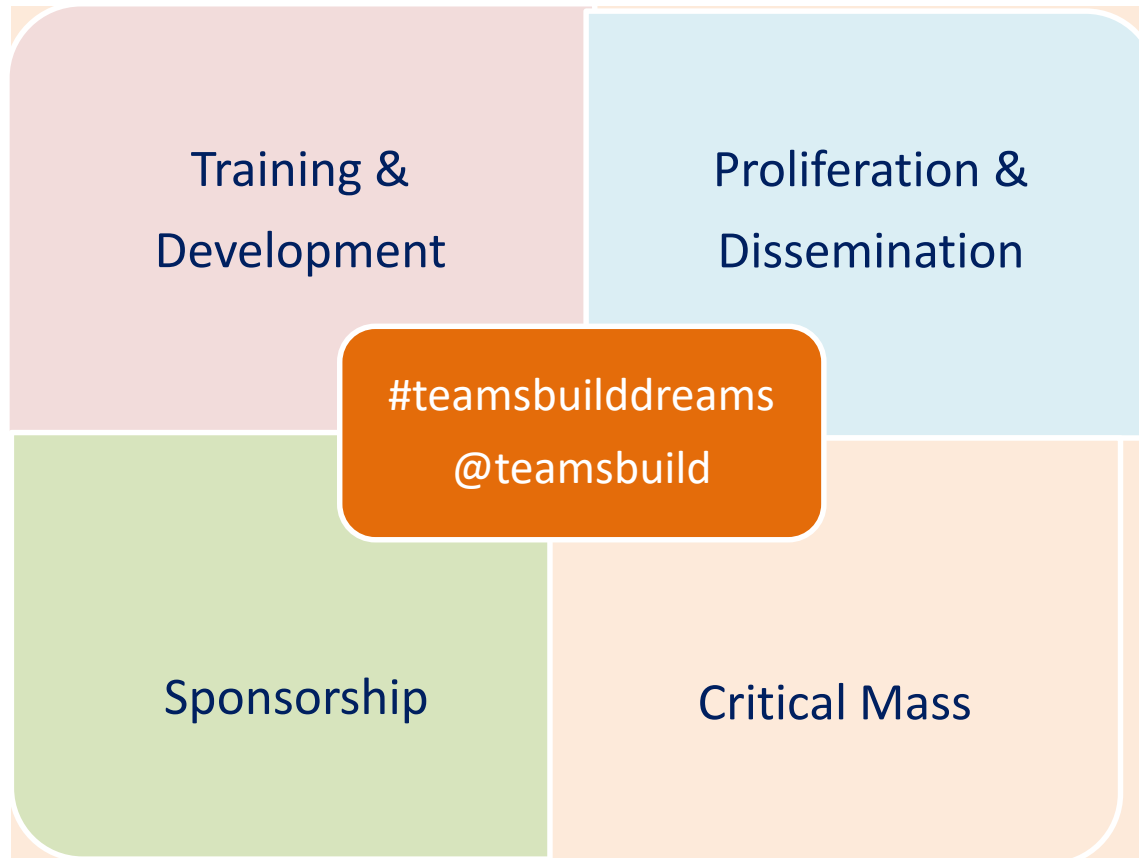 Training &
Development
Proliferation &
Dissemination
#teamsbuilddreams
@teamsbuild
Sponsorship
Critical Mass